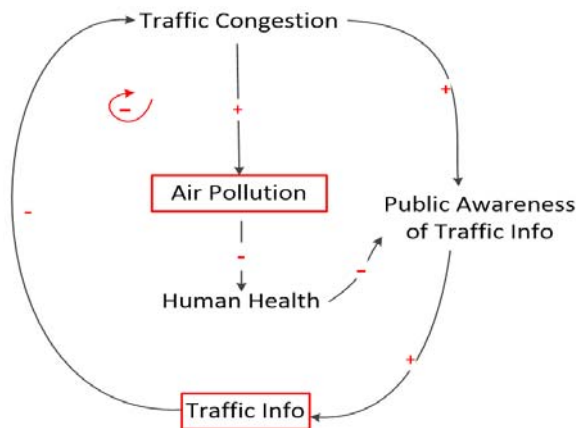 Traffic Congestion
-
+
+
Air Pollution
Public Awareness
of Traffic Info
-
-
-
Human Health
+
Traffic Info